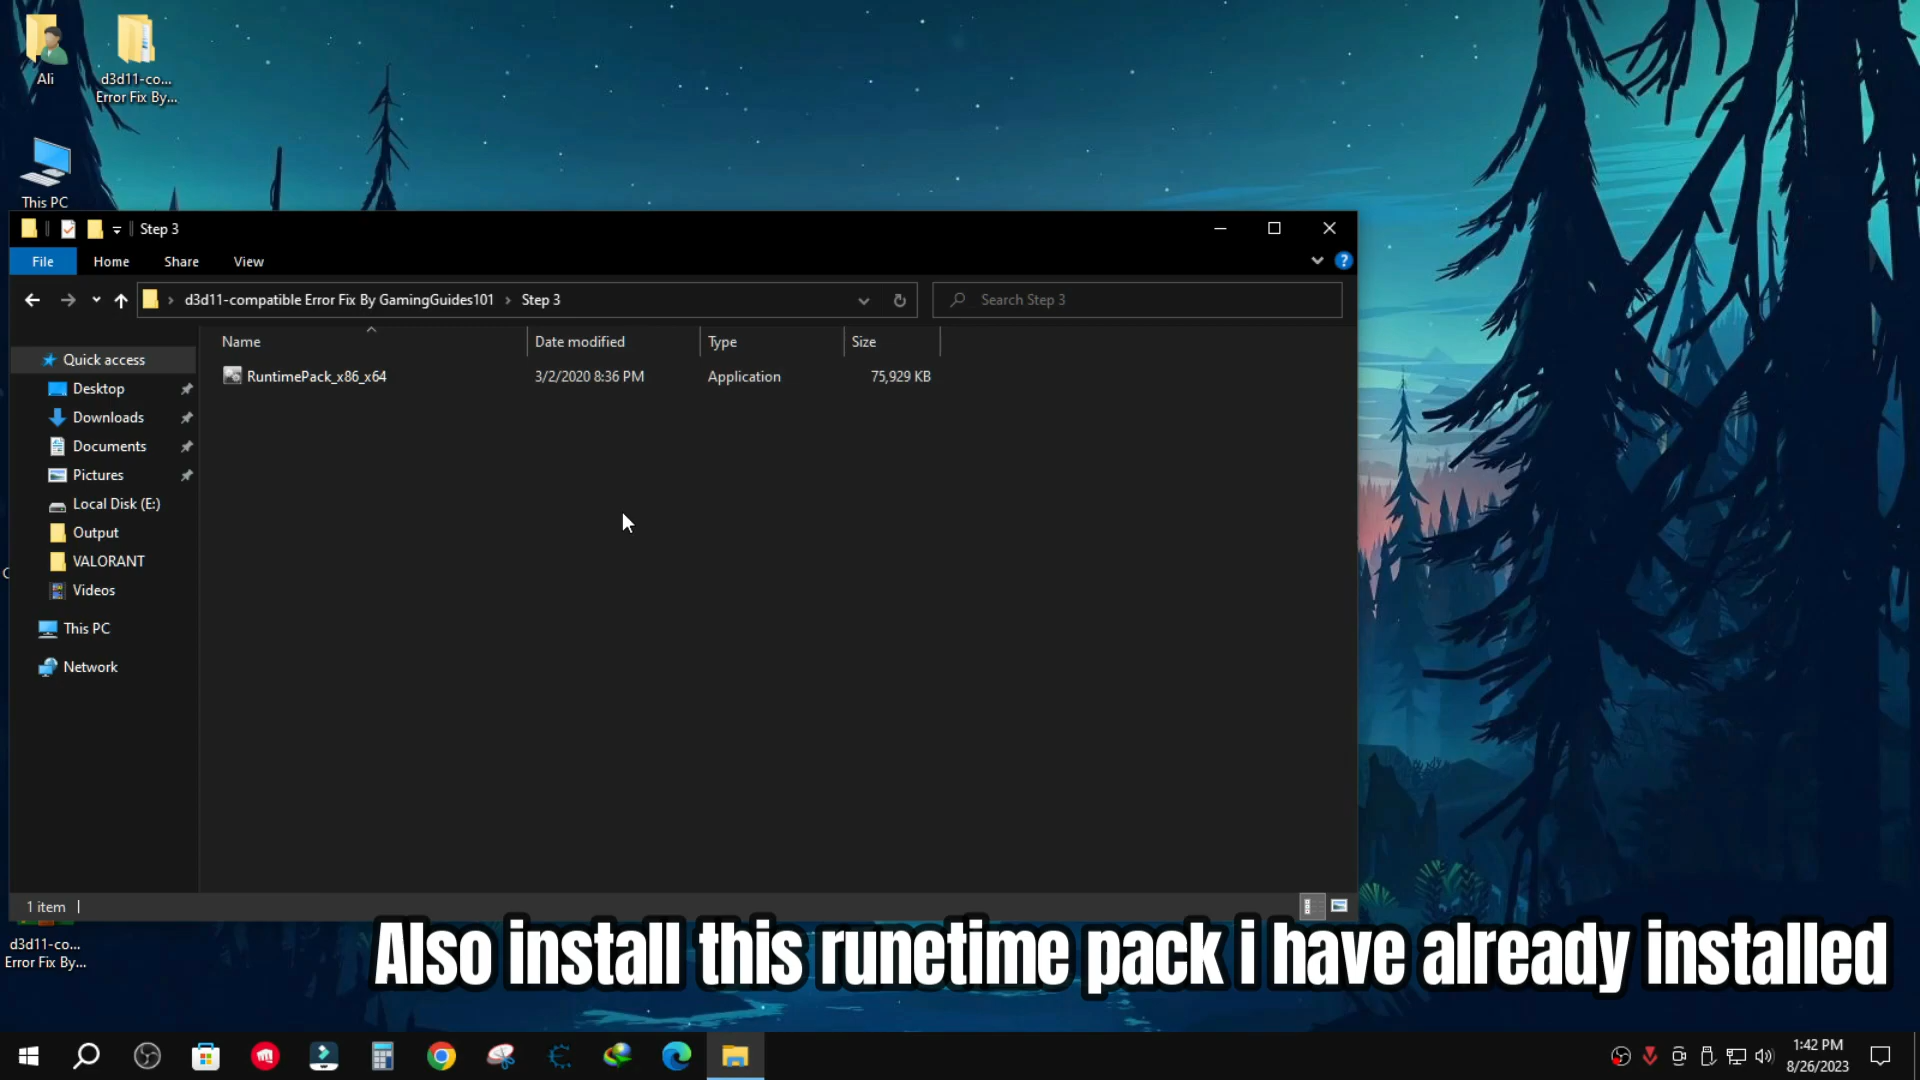 Ali
d3d11-co...
Error Fix By...
This PC
Step 3
File
Home
Share
View
d3d11-compatible Error Fix By GamingGuides101 > Step 3
Search Step 3
Name
Date modified
Type
Size
RuntimePack_x86_x64
3/2/2020 8:36 PM
Application
75,929 KB
Quick access
Desktop
Downloads
Documents
Pictures
Local Disk (E:)
Output
VALORANT
Videos
This PC
Network
1 item
d3d11-co...
Error Fix By...
Also install this runetime pack i have already installed
1:42 PM
8/26/2023